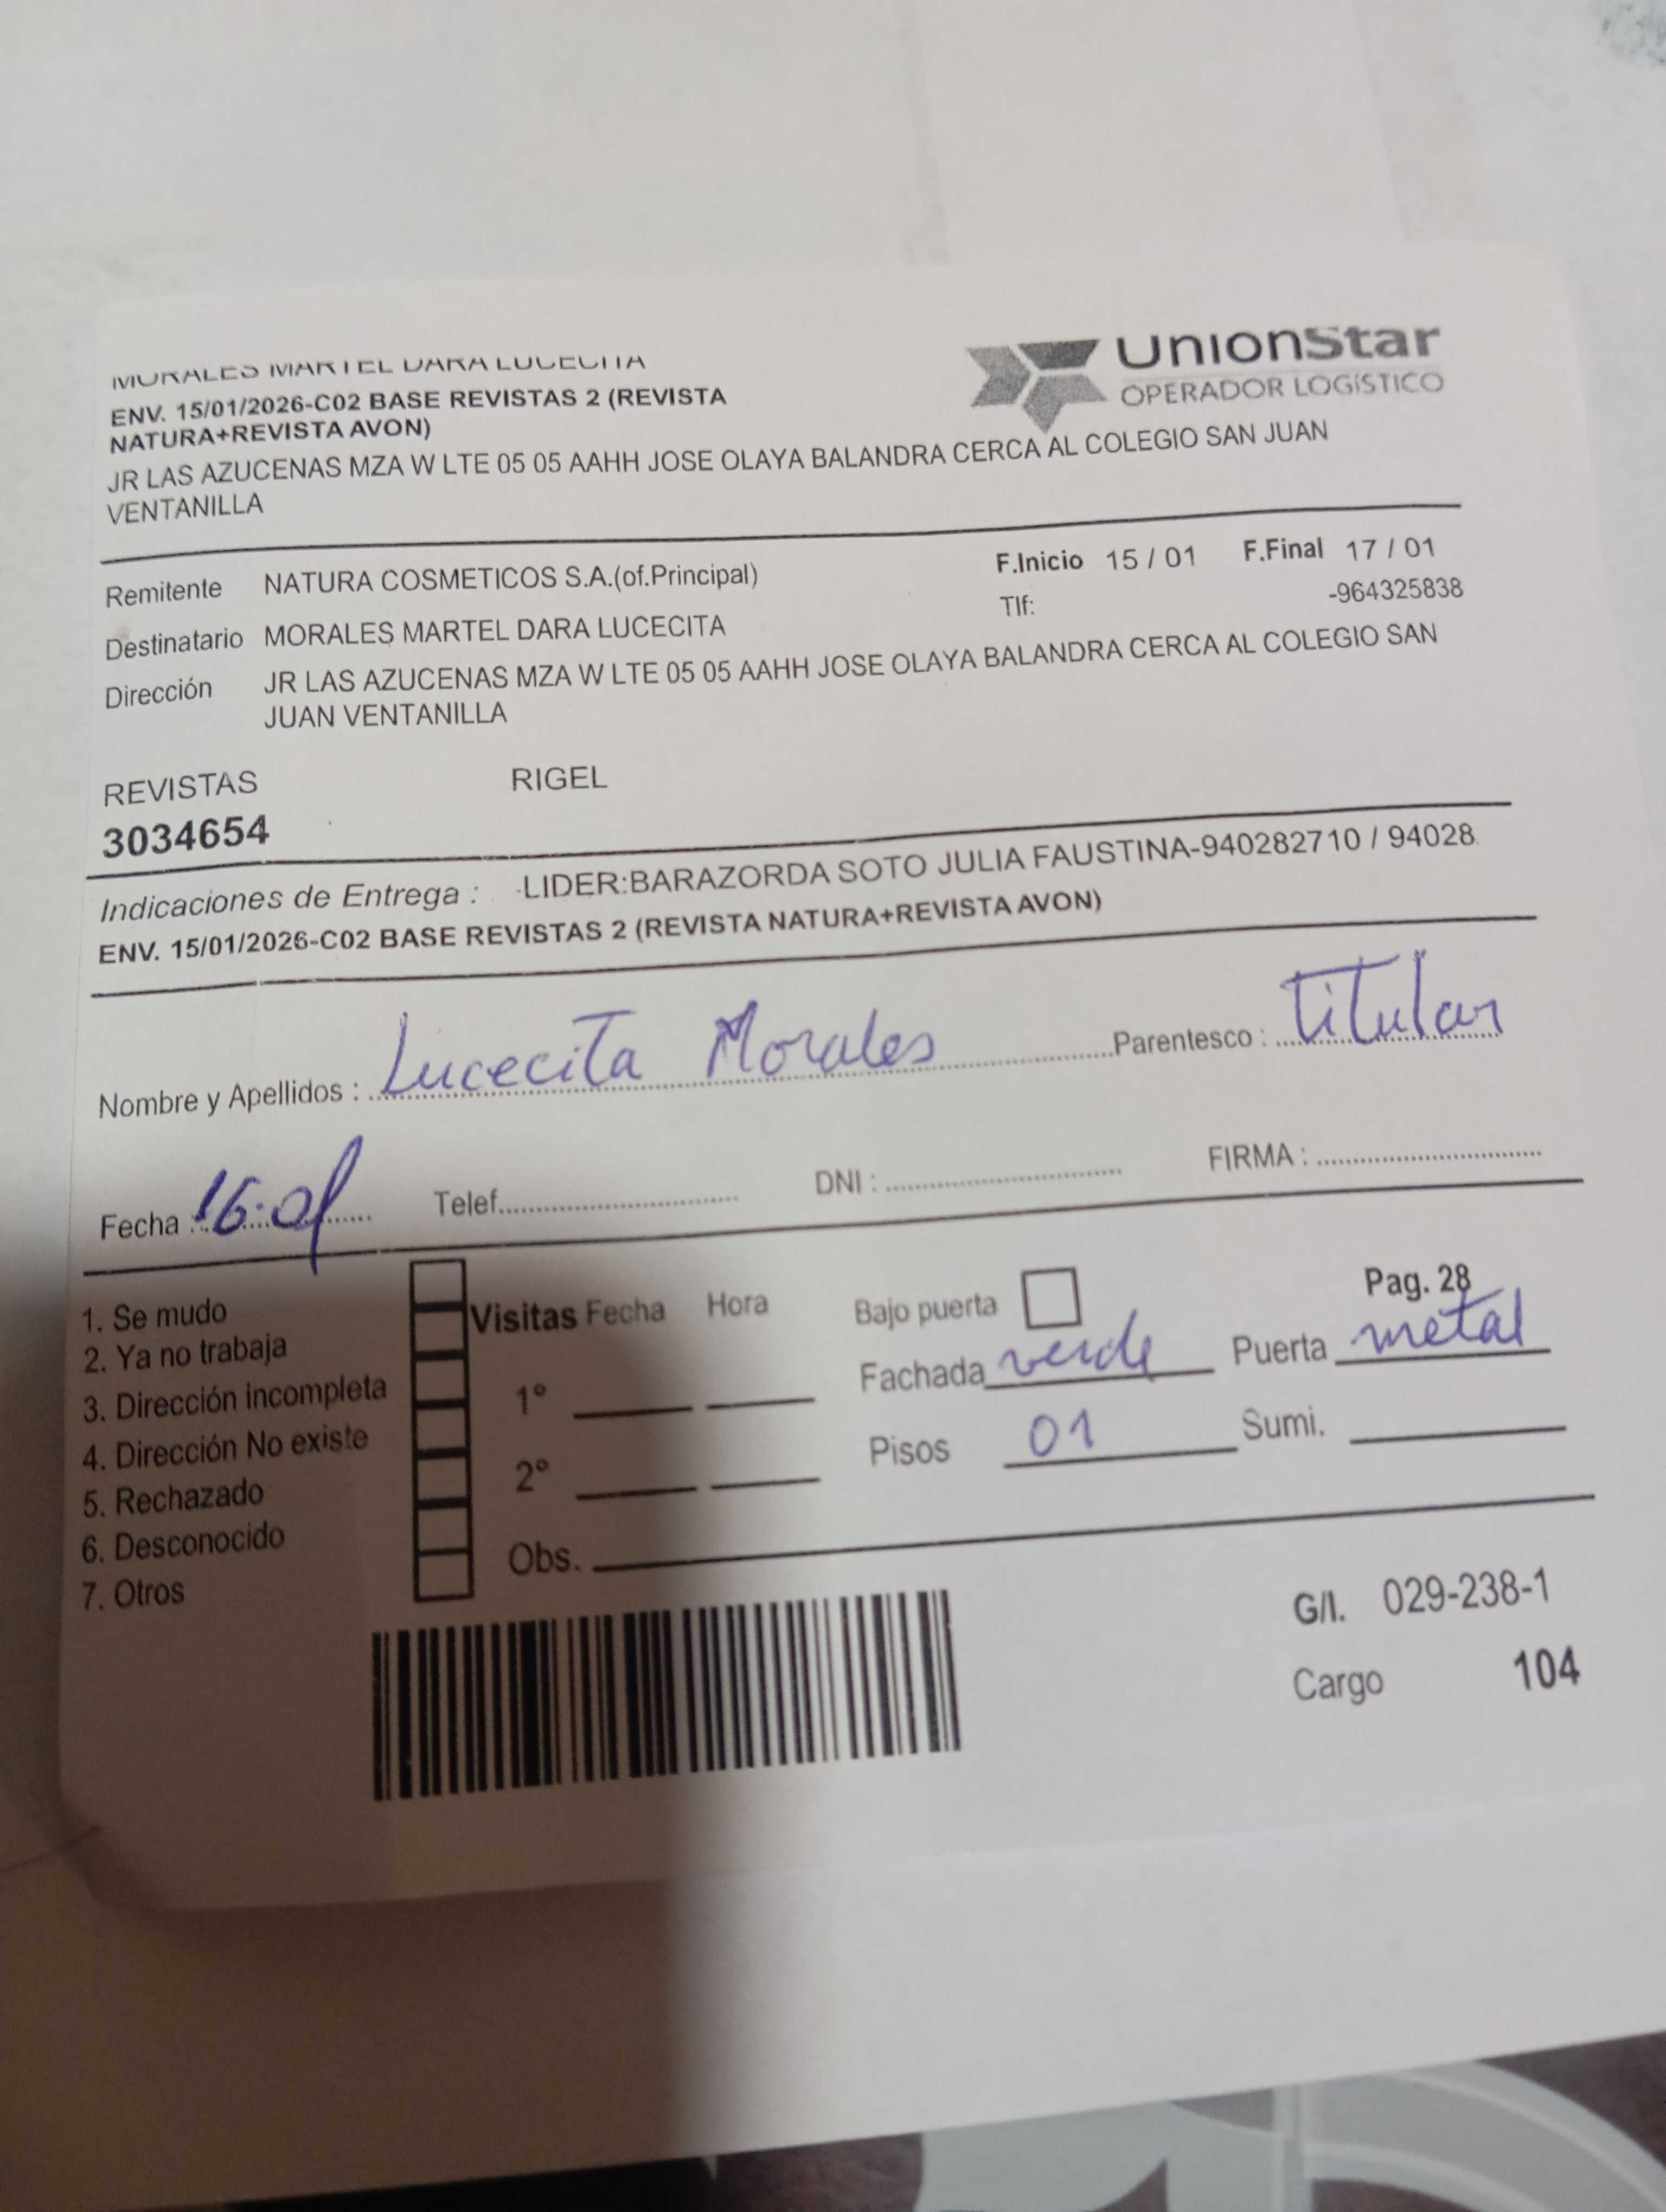 MORALES MARTEL DARA LUCECITA
UnionStar
OPERADOR LOGÍSTICO
ENV. 15/01/2026-C02 BASE REVISTAS 2 (REVISTA
NATURA+REVISTA AVON)
JR LAS AZUCENAS MZA W LTE 05 05 AAHH JOSE OLAYA BALANDRA CERCA AL COLEGIO SAN JUAN
VENTANILLA
Remitente NATURA COSMETICOS S.A.(of.Principal) F.Inicio 15 / 01 F.Final 17 / 01
Tlf: -964325838
Destinatario MORALES MARTEL DARA LUCECITA
Dirección JR LAS AZUCENAS MZA W LTE 05 05 AAHH JOSE OLAYA BALANDRA CERCA AL COLEGIO SAN
JUAN VENTANILLA
REVISTAS RIGEL
3034654
Indicaciones de Entrega : -LIDER:BARAZORDA SOTO JULIA FAUSTINA-940282710 / 94028
ENV. 15/01/2026-C02 BASE REVISTAS 2 (REVISTA NATURA+REVISTA AVON)
Nombre y Apellidos : Lucecita Morales Parentesco : Titular
Fecha : 16.01 Telef. DNI : FIRMA :
Pag. 28
1. Se mudo Visitas Fecha Hora Bajo puerta
2. Ya no trabaja Fachada verde Puerta metal
3. Dirección incompleta 1°
4. Dirección No existe Pisos 01 Sumi.
5. Rechazado 2°
6. Desconocido
7. Otros Obs.
G/I. 029-238-1
Cargo 104